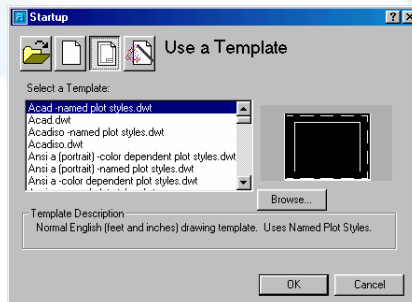 Startup
Use a Template
Select a Template:
Acad -named plot styles.dwt
Acad.dwt
Acadiso -named plot styles.dwt
Acadiso.dwt
Ansi a (portrait) -color dependent plot styles.dwt
Ansi a (portrait) -named plot styles.dwt
Ansi a -color dependent plot styles.dwt
Browse...
Template Description
Normal English (feet and inches) drawing template. Uses Named Plot Styles.
OK
Cancel